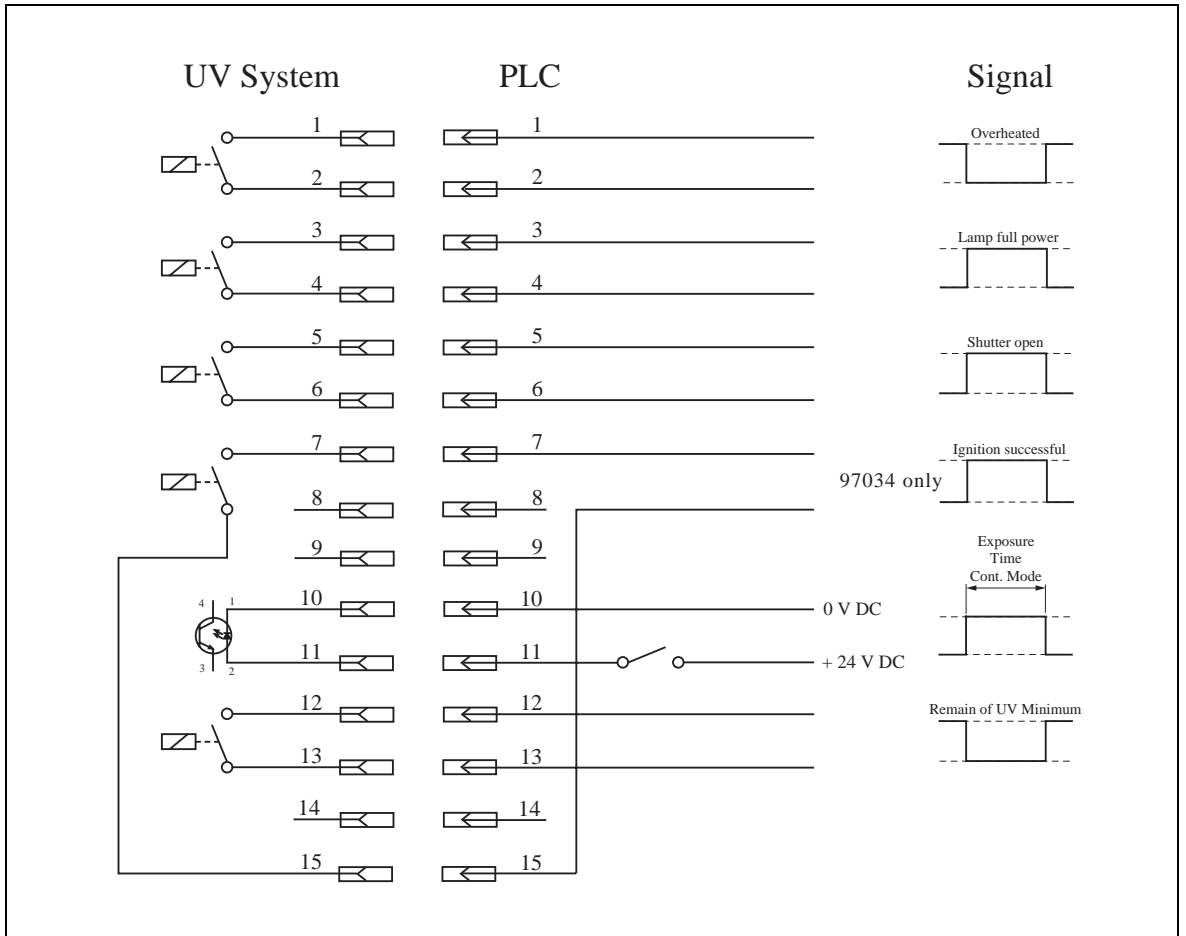 UV System PLC Signal
1 1
Overheated
2 2
3 3
Lamp full power
4 4
5 5
Shutter open
6 6
7 7
Ignition successful
97034 only
8 8
9 9
Exposure
Time
Cont. Mode
4 1
10 10 0 V DC
3 2
11 11 + 24 V DC
12 12
Remain of UV Minimum
13 13
14 14
15 15